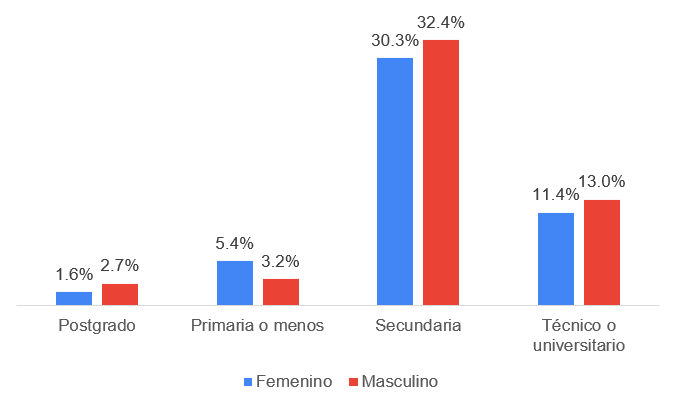 32.4%
30.3%
11.4%
13.0%
5.4%
3.2%
1.6%
2.7%
Postgrado
Primaria o menos
Secundaria
Técnico o
universitario
Femenino
Masculino